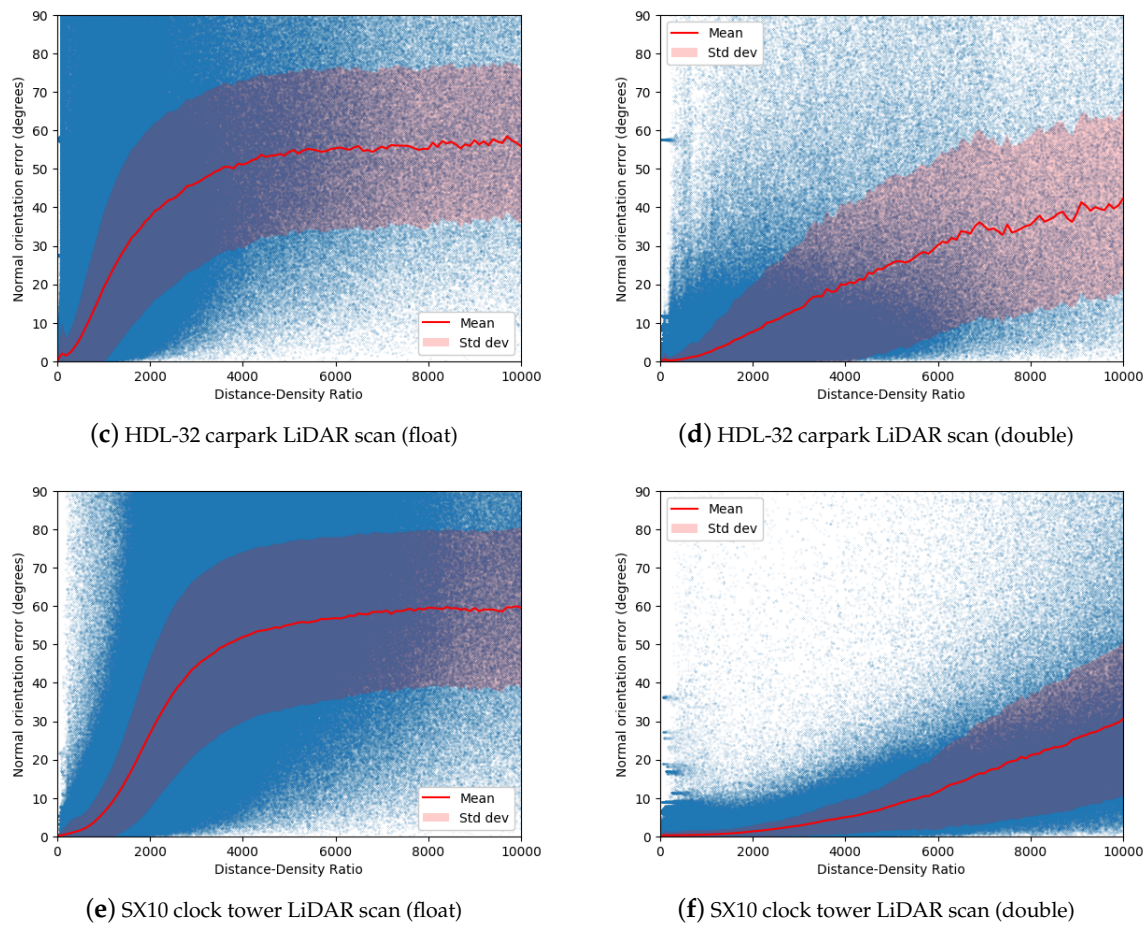 90
80
70
60
50
40
30
20
10
0
Normal orientation error (degrees)
0 2000 4000 6000 8000 10000
Distance-Density Ratio
Mean
Std dev
(c) HDL-32 carpark LiDAR scan (float)
90
80
70
60
50
40
30
20
10
0
Normal orientation error (degrees)
Mean
Std dev
0 2000 4000 6000 8000 10000
Distance-Density Ratio
(d) HDL-32 carpark LiDAR scan (double)
90
80
70
60
50
40
30
20
10
0
Normal orientation error (degrees)
Mean
Std dev
0 2000 4000 6000 8000 10000
Distance-Density Ratio
(e) SX10 clock tower LiDAR scan (float)
90
80
70
60
50
40
30
20
10
0
Normal orientation error (degrees)
Mean
Std dev
0 2000 4000 6000 8000 10000
Distance-Density Ratio
(f) SX10 clock tower LiDAR scan (double)